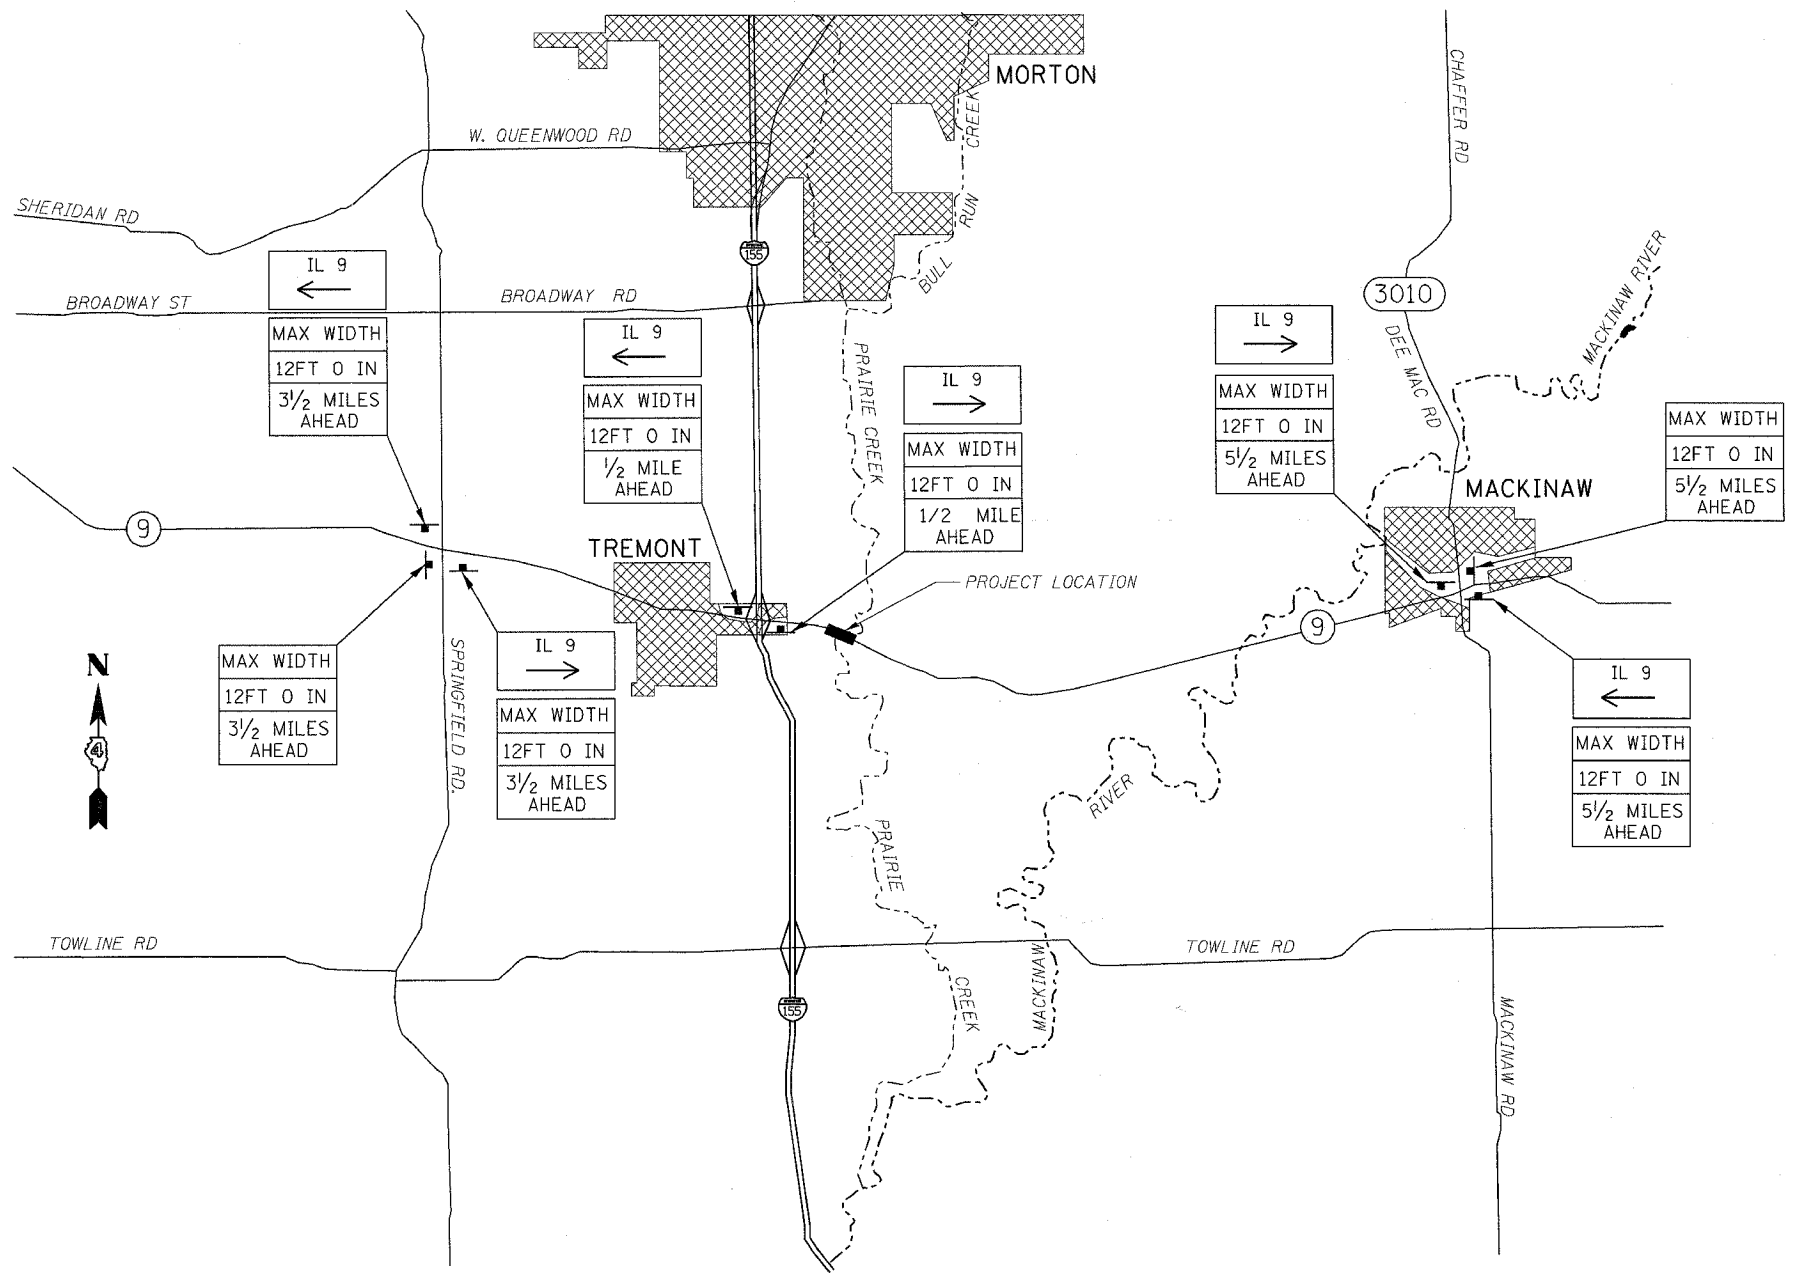 MORTON
CHAFFER RD
W. QUEENWOOD RD
CREEK
SHERIDAN RD
RUN
BULL
155
3010
MACKINAW RIVER
BROADWAY ST
BROADWAY RD
IL 9
MAX WIDTH
12FT 0 IN
3½ MILES
AHEAD
IL 9
MAX WIDTH
12FT 0 IN
½ MILE
AHEAD
PRAIRIE CREEK
IL 9
MAX WIDTH
12FT 0 IN
1/2 MILE
AHEAD
IL 9
MAX WIDTH
12FT 0 IN
5½ MILES
AHEAD
DEE MAC RD
MAX WIDTH
12FT 0 IN
5½ MILES
AHEAD
MACKINAW
9
TREMONT
PROJECT LOCATION
9
N
4
MAX WIDTH
12FT 0 IN
3½ MILES
AHEAD
SPRINGFIELD RD.
IL 9
MAX WIDTH
12FT 0 IN
3½ MILES
AHEAD
IL 9
MAX WIDTH
12FT 0 IN
5½ MILES
AHEAD
RIVER
PRAIRIE
TOWLINE RD
TOWLINE RD
MACKINAW
CREEK
155
MACKINAW RD